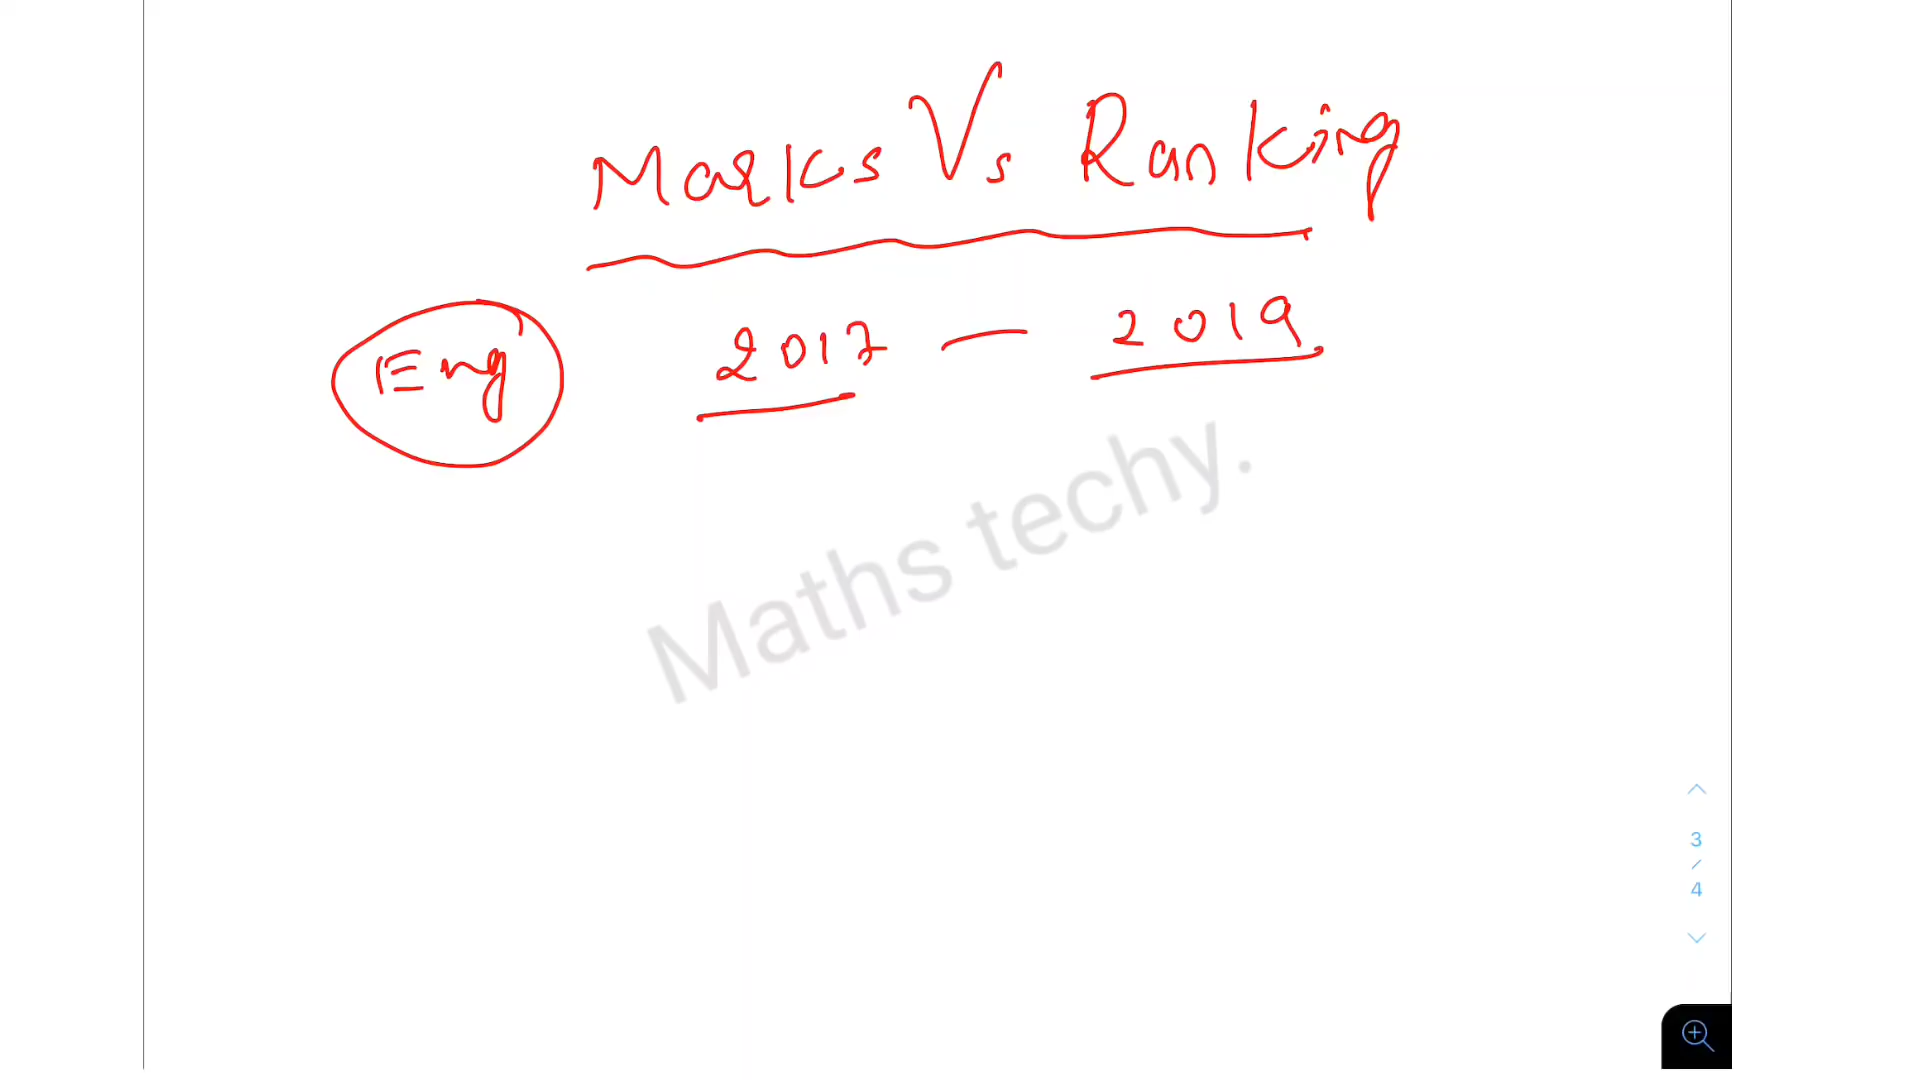 Marks Vs Ranking
Eng 2017 — 2019
Maths techy.
3
/
4